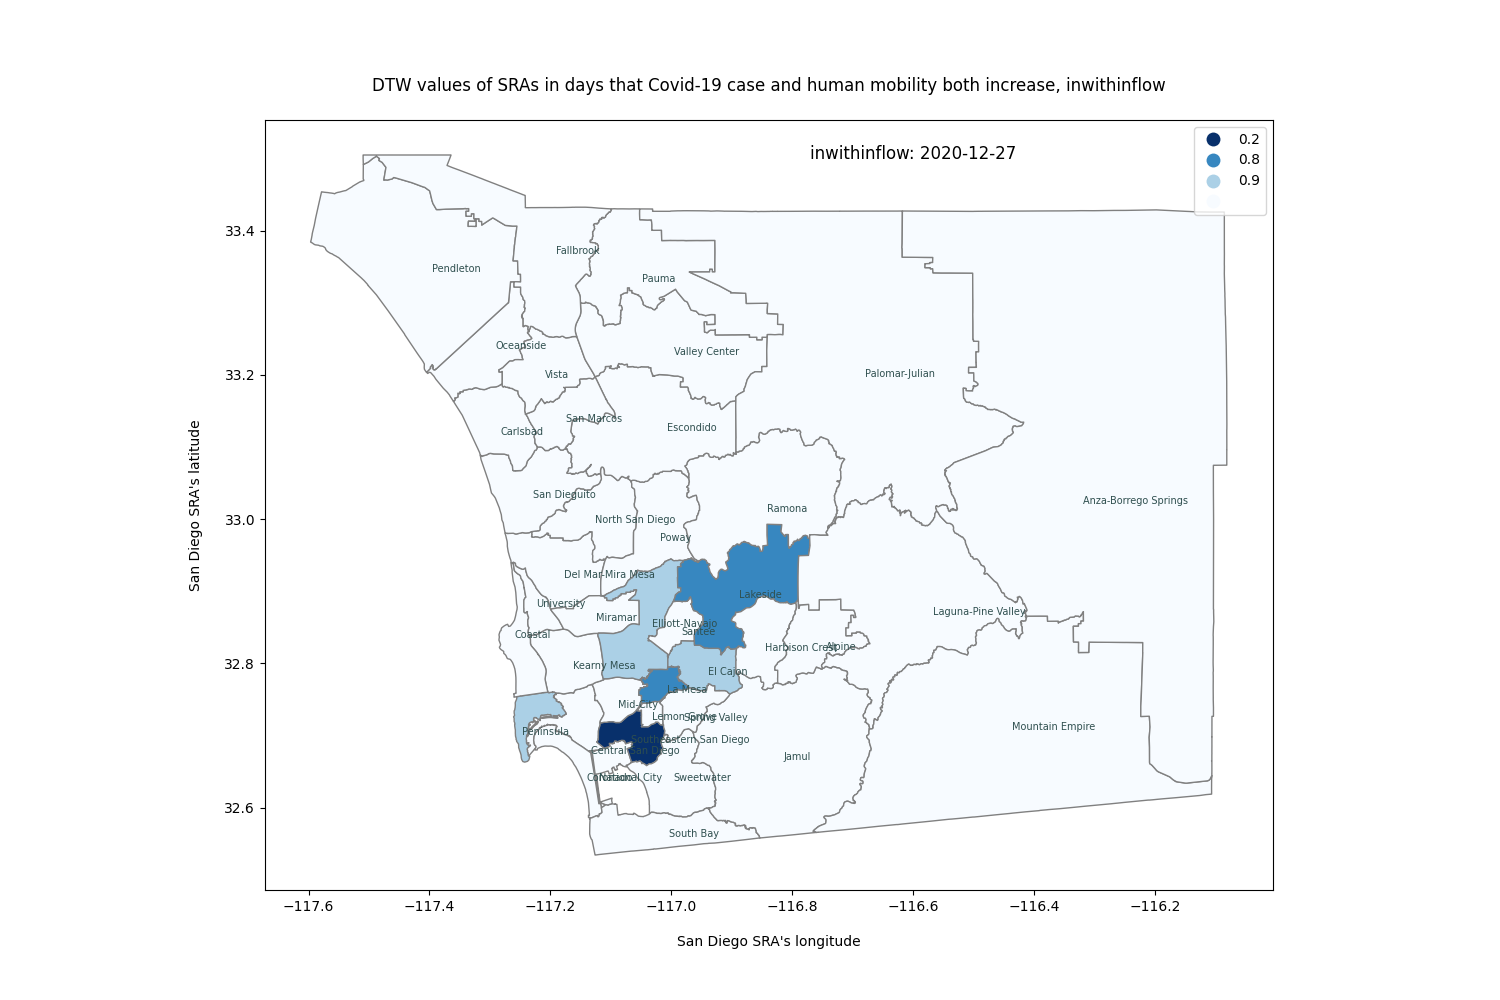 DTW values of SRAs in days that Covid-19 case and human mobility both increase, inwithinflow
inwithinflow: 2020-12-27
0.2
0.8
0.9
33.4
33.2
33.0
32.8
32.6
San Diego SRA's latitude
Fallbrook
Pendleton
Pauma
Oceanside
Valley Center
Vista
Palomar-Julian
San Marcos
Carlsbad
Escondido
San Dieguito
Anza-Borrego Springs
Ramona
North San Diego
Poway
Del Mar-Mira Mesa
Lakeside
University
Miramar
Laguna-Pine Valley
Elliott-Navajo
Santee
Coastal
Harbison Crest
Alpine
Kearny Mesa
El Cajon
La Mesa
Mid-City
Lemon Grove
Spring Valley
Peninsula
Mountain Empire
Southeastern San Diego
Central San Diego
Jamul
Coronado
National City
Sweetwater
South Bay
−117.6
−117.4
−117.2
−117.0
−116.8
−116.6
−116.4
−116.2
San Diego SRA's longitude